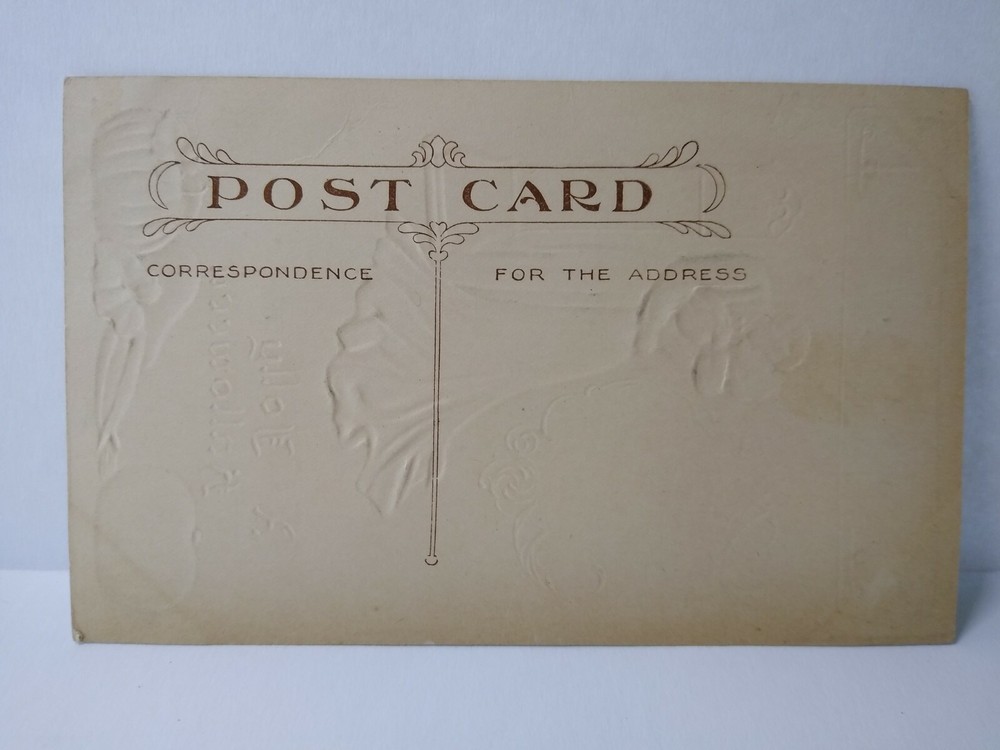 POST CARD
CORRESPONDENCE
FOR THE ADDRESS